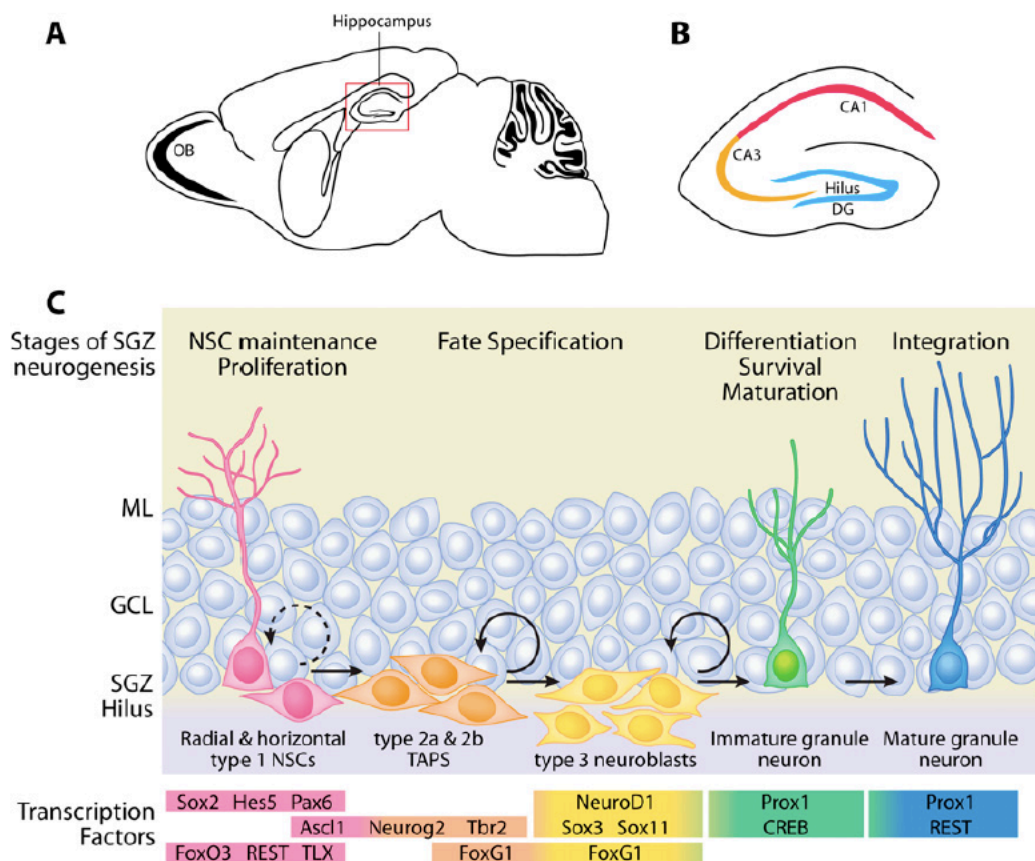 A
Hippocampus
OB
B
CA1
CA3
Hilus
DG
C
Stages of SGZ
neurogenesis
NSC maintenance
Proliferation
Fate Specification
Differentiation
Survival
Maturation
Integration
ML
GCL
SGZ
Hilus
Radial & horizontal
type 1 NSCs
type 2a & 2b
TAPS
type 3 neuroblasts
Immature granule
neuron
Mature granule
neuron
Transcription
Factors
Sox2 Hes5 Pax6
Ascl1 Neurog2 Tbr2
FoxO3 REST TLX
FoxG1
NeuroD1
Sox3 Sox11
FoxG1
Prox1
CREB
Prox1
REST